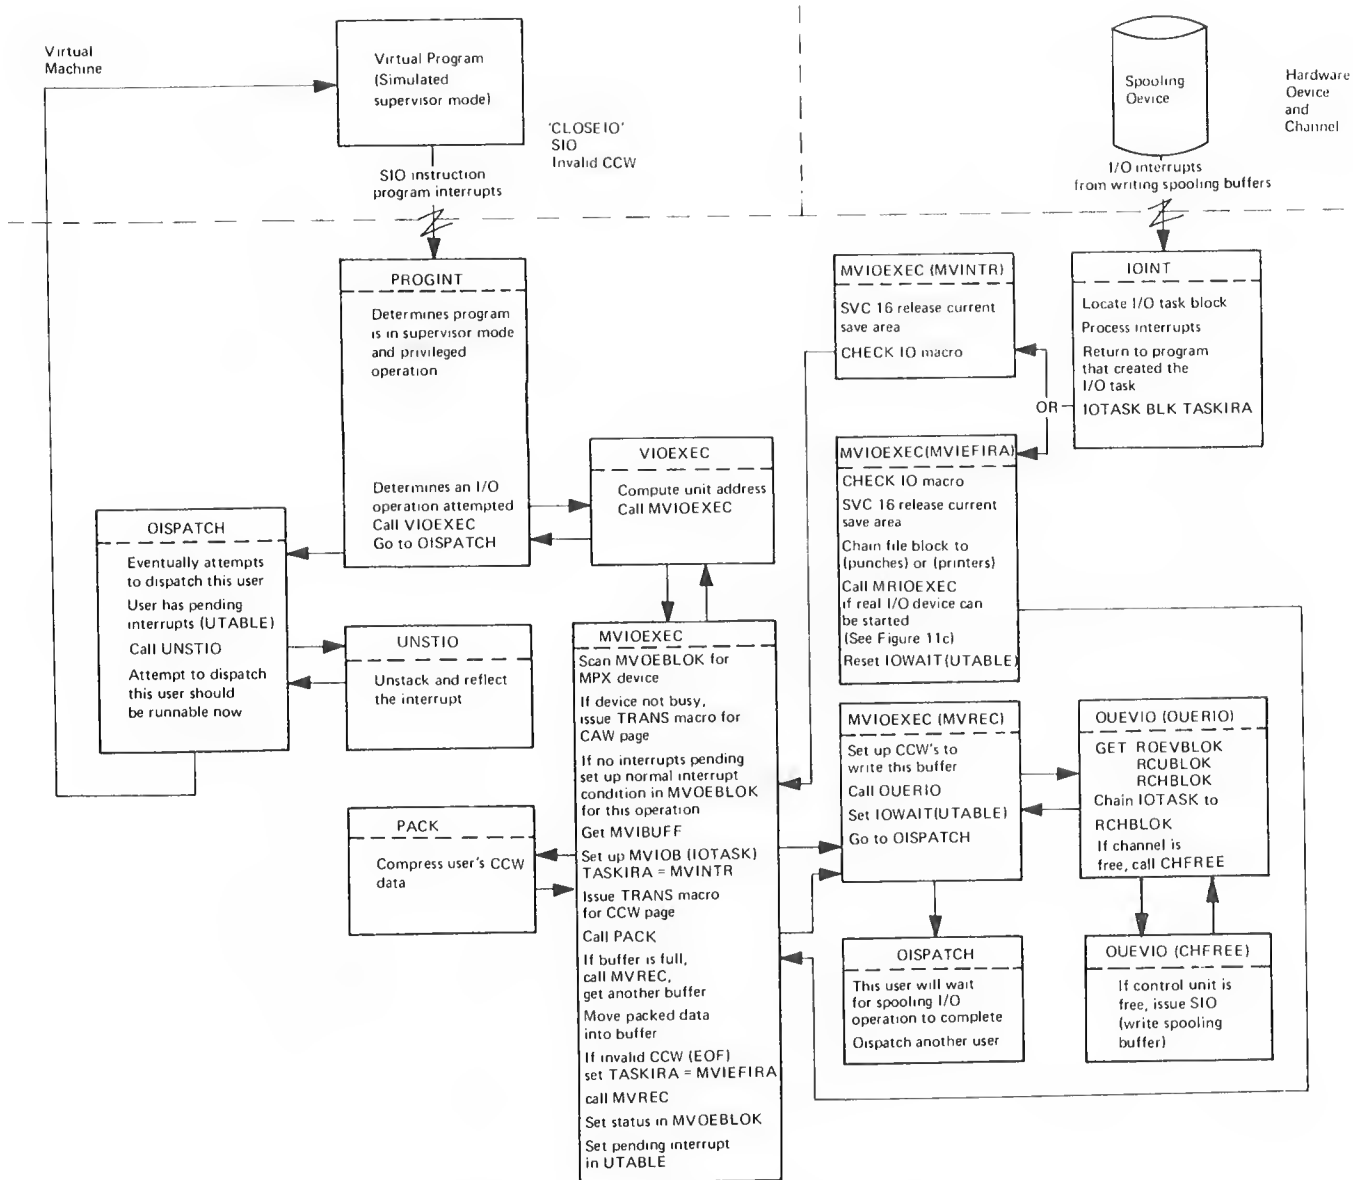 Virtual
Machine
Virtual Program
(Simulated
supervisor mode)
'CLOSEIO'
SIO
Invalid CCW
SIO instruction
program interrupts
Spooling
Oevice
Hardware
Oevice
and
Channel
I/O interrupts
from writing spooling buffers
PROGINT
Determines program
is in supervisor mode
and privileged
operation
Determines an I/O
operation attempted
Call VIOEXEC
Go to OISPATCH
VIOEXEC
Compute unit address
Call MVIOEXEC
OISPATCH
Eventually attempts
to dispatch this user
User has pending
interrupts (UTABLE)
Call UNSTIO
Attempt to dispatch
this user should
be runnable now
UNSTIO
Unstack and reflect
the interrupt
PACK
Compress user's CCW
data
MVIOEXEC
Scan MVOEBLOK for
MPX device
If device not busy,
issue TRANS macro for
CAW page
If no interrupts pending
set up normal interrupt
condition in MVOEBLOK
for this operation
Get MVIBUFF
Set up MVIOB (IOTASK)
TASKIRA = MVINTR
Issue TRANS macro
for CCW page
Call PACK
If buffer is full,
call MVREC,
get another buffer
Move packed data
into buffer
If invalid CCW (EOF)
set TASKIRA = MVIEFIRA
call MVREC
Set status in MVOEBLOK
Set pending interrupt
in UTABLE
MVIOEXEC (MVINTR)
SVC 16 release current
save area
CHECK IO macro
IOINT
Locate I/O task block
Process interrupts
Return to program
that created the
I/O task
IOTASK BLK TASKIRA
OR
MVIOEXEC(MVIEFIRA)
CHECK IO macro
SVC 16 release current
save area
Chain file block to
(punches) or (printers)
Call MRIOEXEC
if real I/O device can
be started
(See Figure 11c)
Reset IOWAIT(UTABLE)
MVIOEXEC (MVREC)
Set up CCW's to
write this buffer
Call OUERIO
Set IOWAIT(UTABLE)
Go to OISPATCH
OUEVIO (OUERIO)
GET ROEVBLOK
RCUBLOK
RCHBLOK
Chain IOTASK to
RCHBLOK
If channel is
free, call CHFREE
OISPATCH
This user will wait
for spooling I/O
operation to complete
Oispatch another user
OUEVIO (CHFREE)
If control unit is
free, issue SIO
(write spooling
buffer)